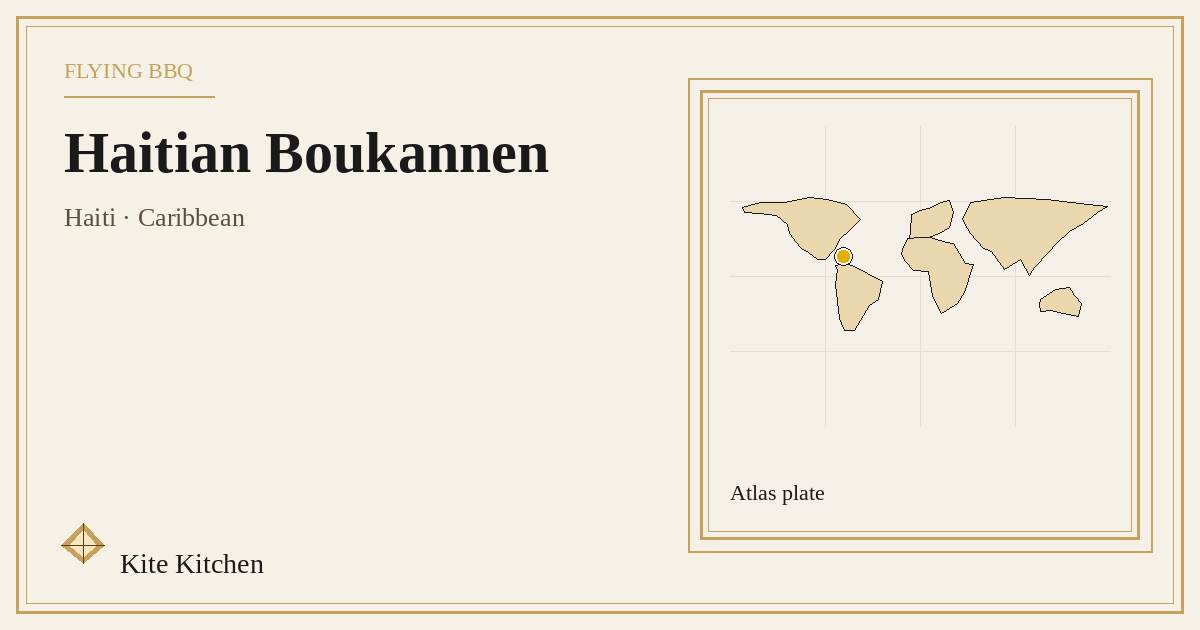 FLYING BBQ
Haitian Boukannen
Haiti · Caribbean
Atlas plate
Kite Kitchen